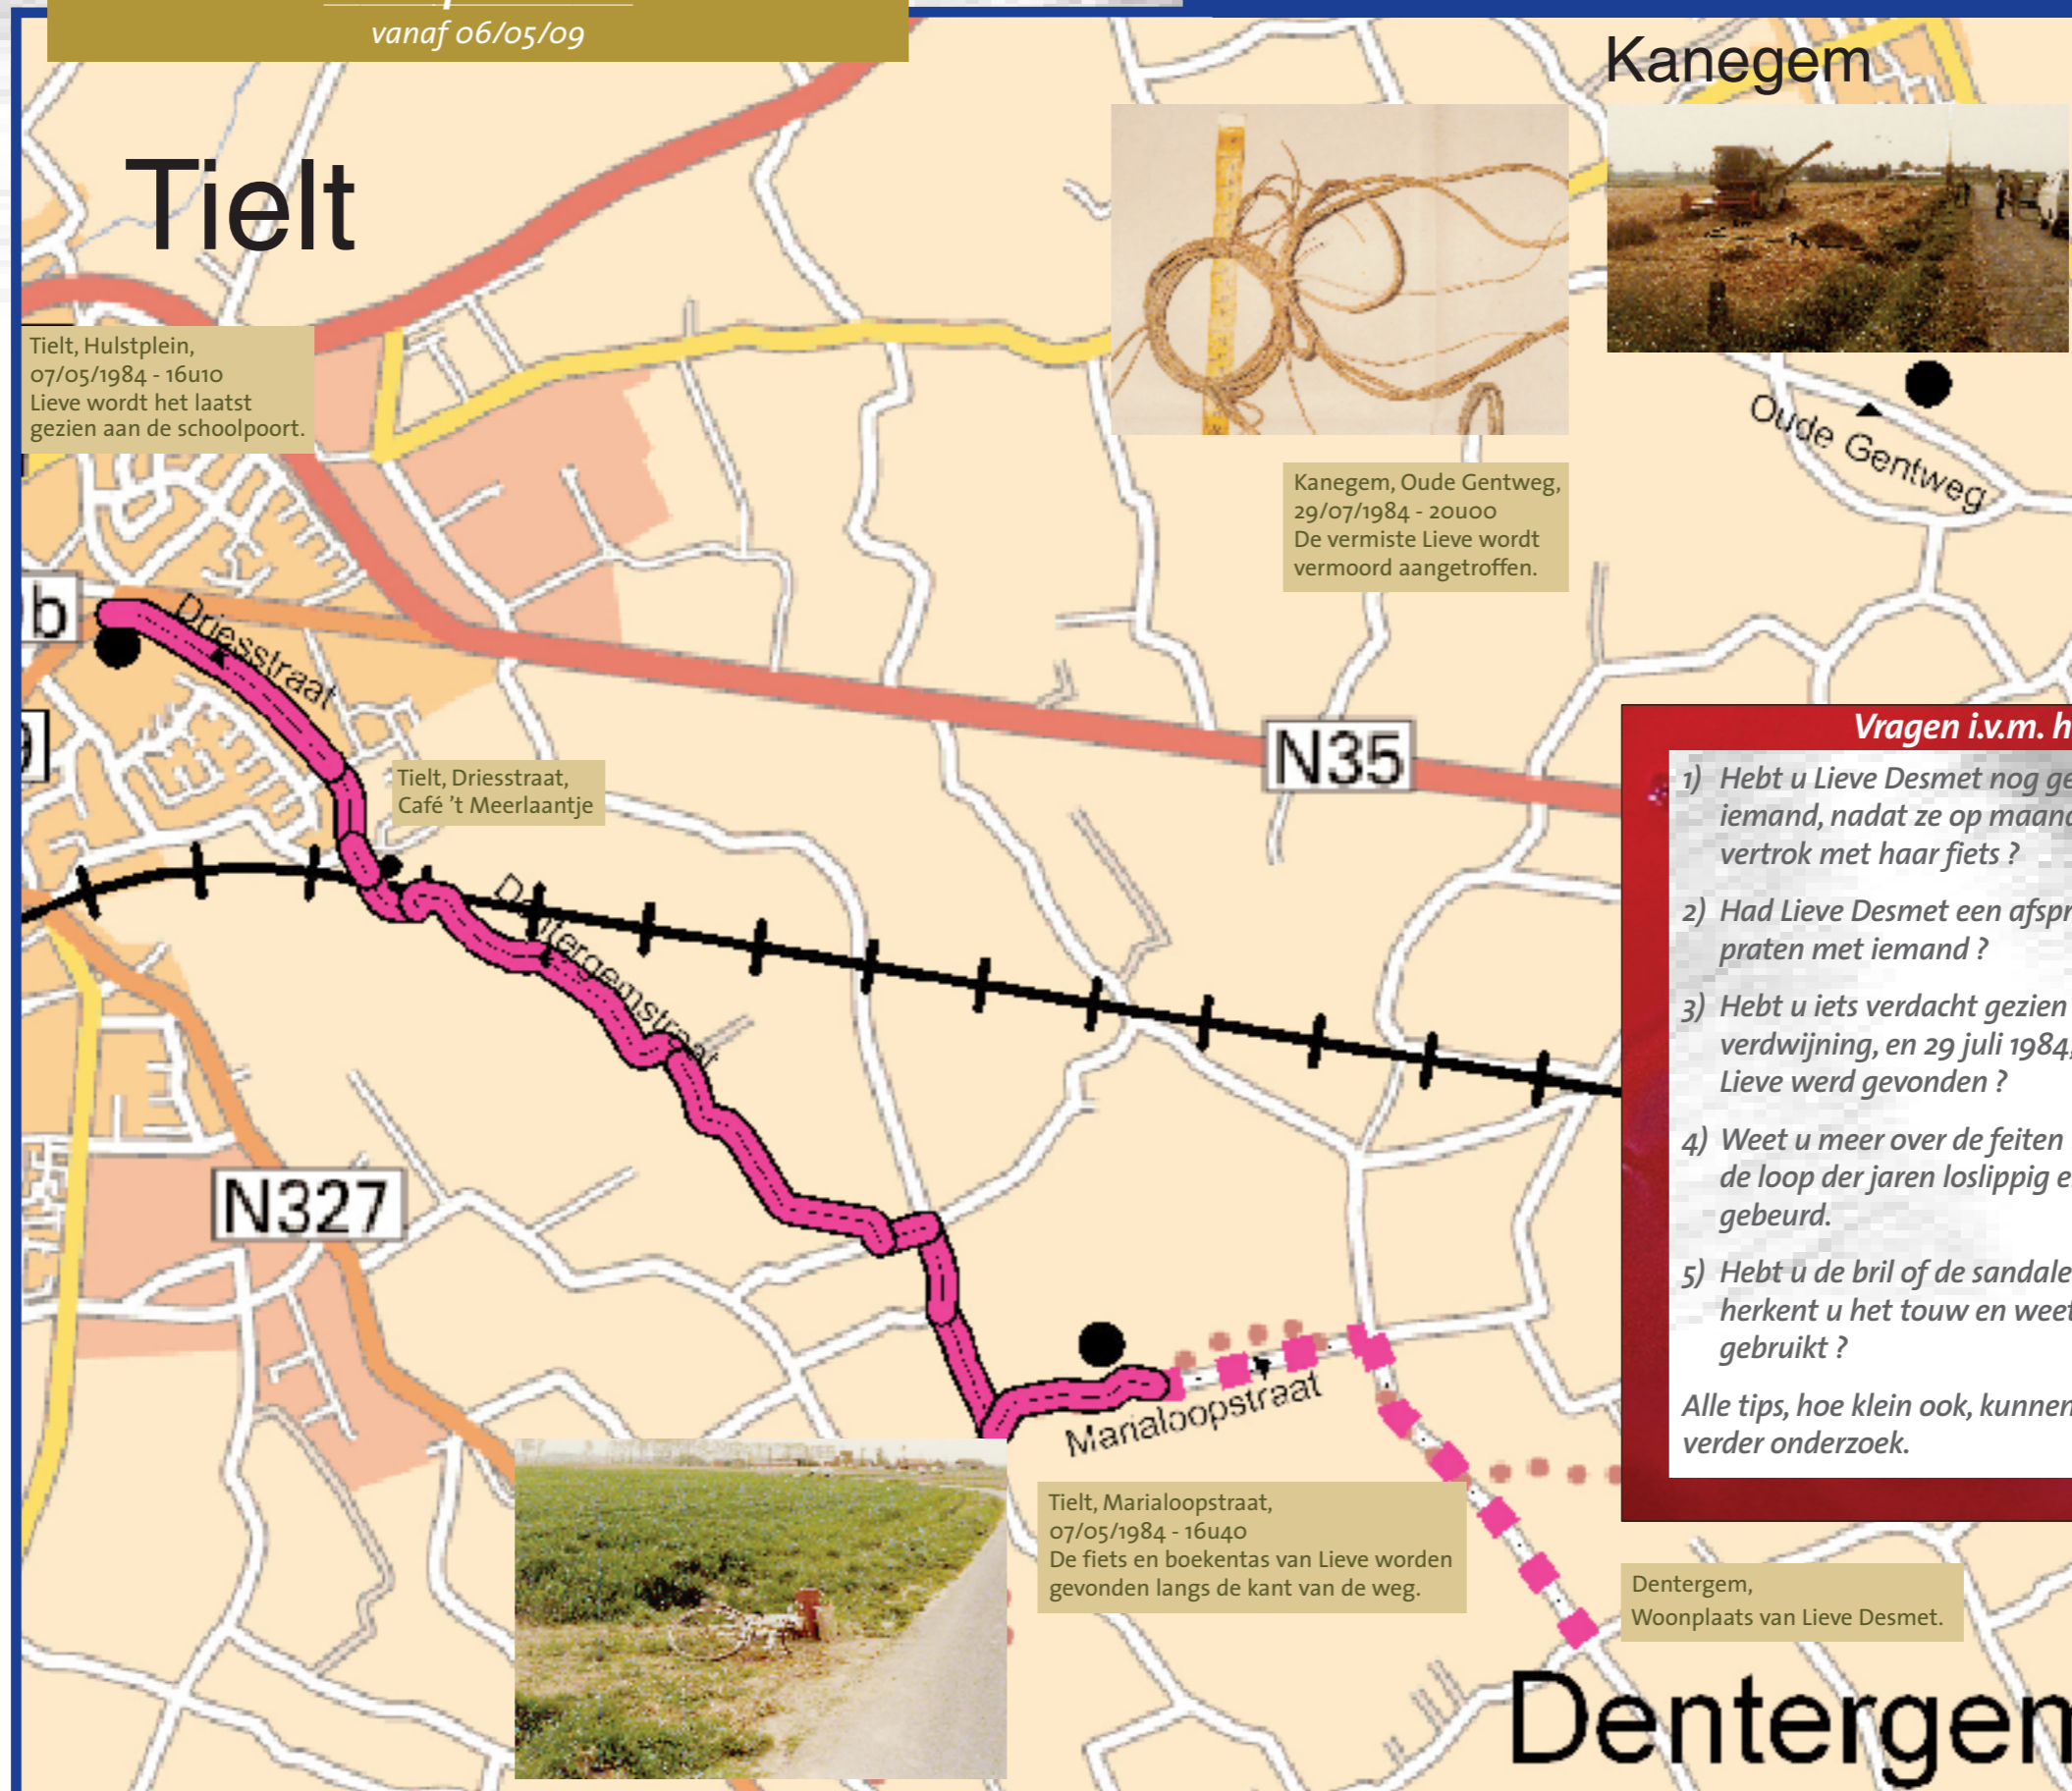 vanaf 06/05/09
Kanegem
Tielt
Tielt, Hulstplein,
07/05/1984 - 16u10
Lieve wordt het laatst
gezien aan de schoolpoort.
Oude Gentweg
Kanegem, Oude Gentweg,
29/07/1984 - 20u00
De vermiste Lieve wordt
vermoord aangetroffen.
b
Driesstraat
N35
Tielt, Driesstraat,
Café ’t Meerlaantje
Dentergemstraat
N327
Marialoopstraat
Tielt, Marialoopstraat,
07/05/1984 - 16u40
De fiets en boekentas van Lieve worden
gevonden langs de kant van de weg.
Vragen i.v.m. h
1) Hebt u Lieve Desmet nog ge
iemand, nadat ze op maand
vertrok met haar fiets ?
2) Had Lieve Desmet een afspr
praten met iemand ?
3) Hebt u iets verdacht gezien
verdwijning, en 29 juli 1984,
Lieve werd gevonden ?
4) Weet u meer over de feiten
de loop der jaren loslippig e
gebeurd.
5) Hebt u de bril of de sandale
herkent u het touw en weet
gebruikt ?
Alle tips, hoe klein ook, kunnen
verder onderzoek.
Dentergem,
Woonplaats van Lieve Desmet.
Dentergem